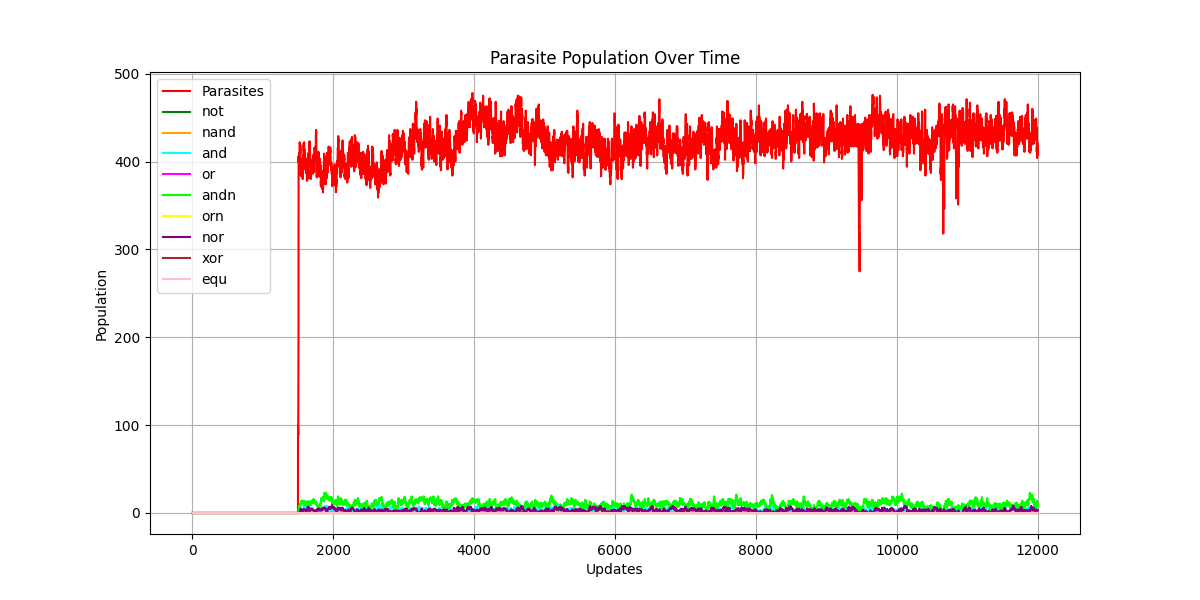 Parasite Population Over Time
500
400
300
200
100
0
Population
Parasites
not
nand
and
or
andn
orn
nor
xor
equ
0 2000 4000 6000 8000 10000 12000
Updates